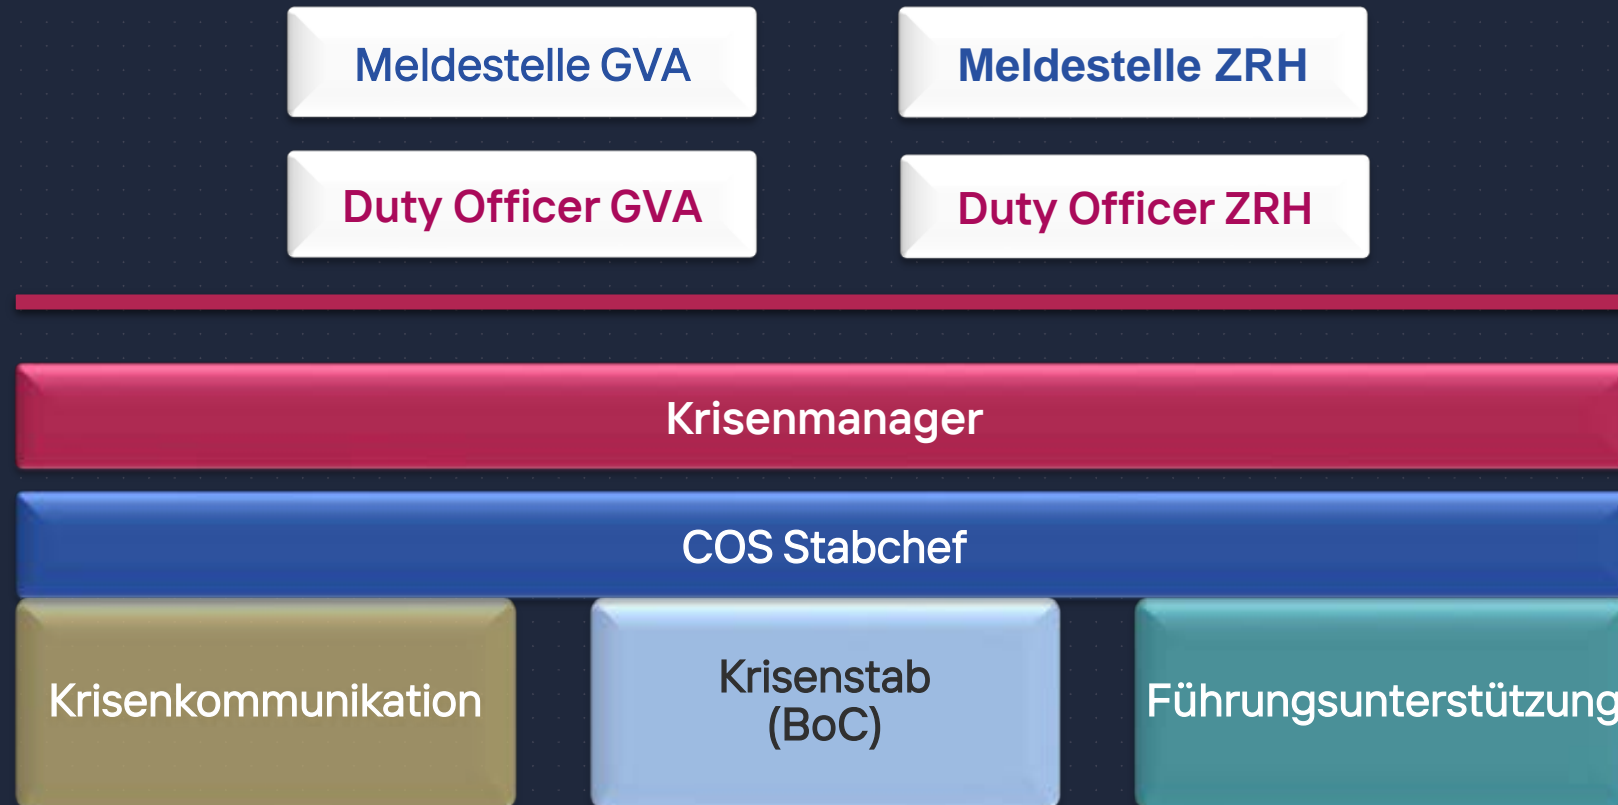 Meldestelle GVA
Meldestelle ZRH
Duty Officer GVA
Duty Officer ZRH
Krisenmanager
COS Stabchef
Krisenkommunikation
Krisenstab
(BoC)
Führungsunterstützung